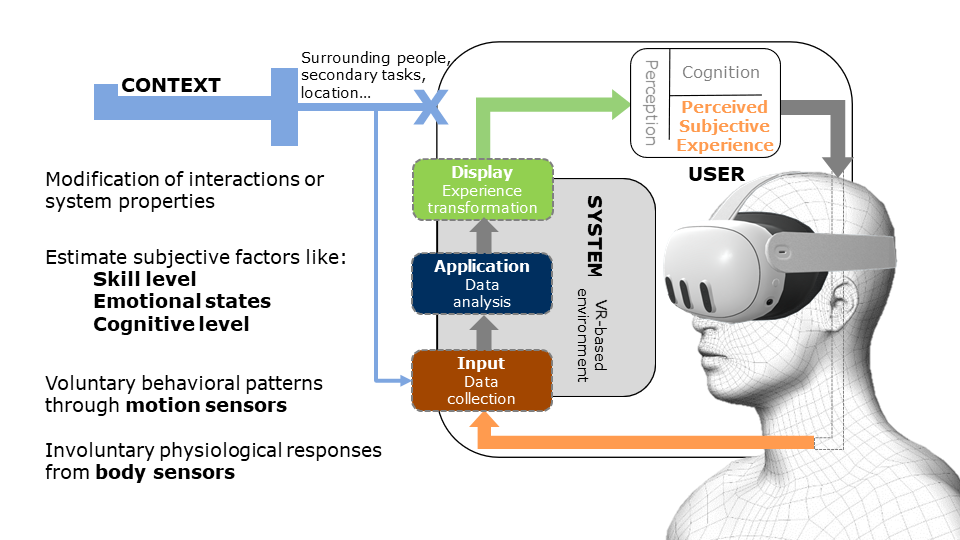 CONTEXT
Surrounding people,
secondary tasks,
location...
Modification of interactions or
system properties
Estimate subjective factors like:
Skill level
Emotional states
Cognitive level
Voluntary behavioral patterns
through motion sensors
Involuntary physiological responses
from body sensors
Display
Experience
transformation
Application
Data
analysis
Input
Data
collection
SYSTEM
VR-based
environment
Perception
Cognition
Perceived
Subjective
Experience
USER